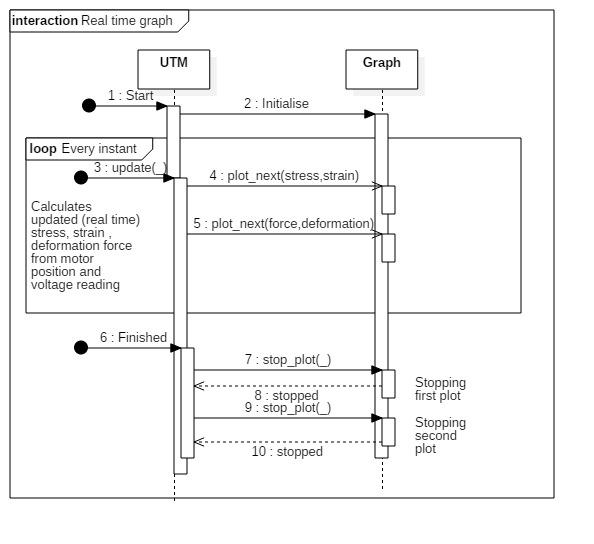 interaction Real time graph
UTM
Graph
1 : Start
2 : Initialise
loop Every instant
3 : update(_)
4 : plot_next(stress,strain)
5 : plot_next(force,deformation)
Calculates
updated (real time)
stress, strain ,
deformation force
from motor
position and
voltage reading
6 : Finished
7 : stop_plot(_)
8 : stopped
Stopping
first plot
9 : stop_plot(_)
10 : stopped
Stopping
second
plot